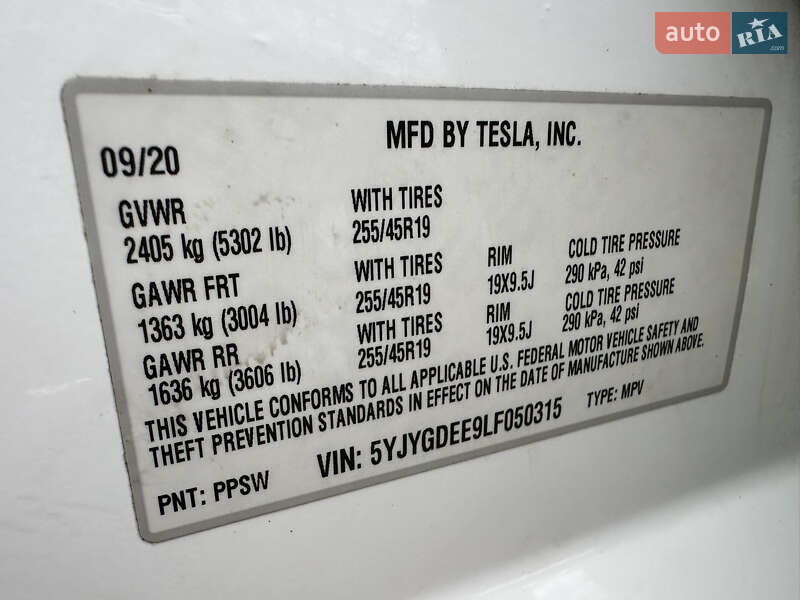 auto RIA.com
MFD BY TESLA, INC.
09/20
GVWR WITH TIRES
2405 kg (5302 lb) 255/45R19
GAWR FRT WITH TIRES RIM COLD TIRE PRESSURE
1363 kg (3004 lb) 255/45R19 19X9.5J 290 kPa, 42 psi
GAWR RR WITH TIRES RIM COLD TIRE PRESSURE
1636 kg (3606 lb) 255/45R19 19X9.5J 290 kPa, 42 psi
THIS VEHICLE CONFORMS TO ALL APPLICABLE U.S. FEDERAL MOTOR VEHICLE SAFETY AND
THEFT PREVENTION STANDARDS IN EFFECT ON THE DATE OF MANUFACTURE SHOWN ABOVE.
PNT: PPSW VIN: 5YJYGDEE9LF050315 TYPE: MPV